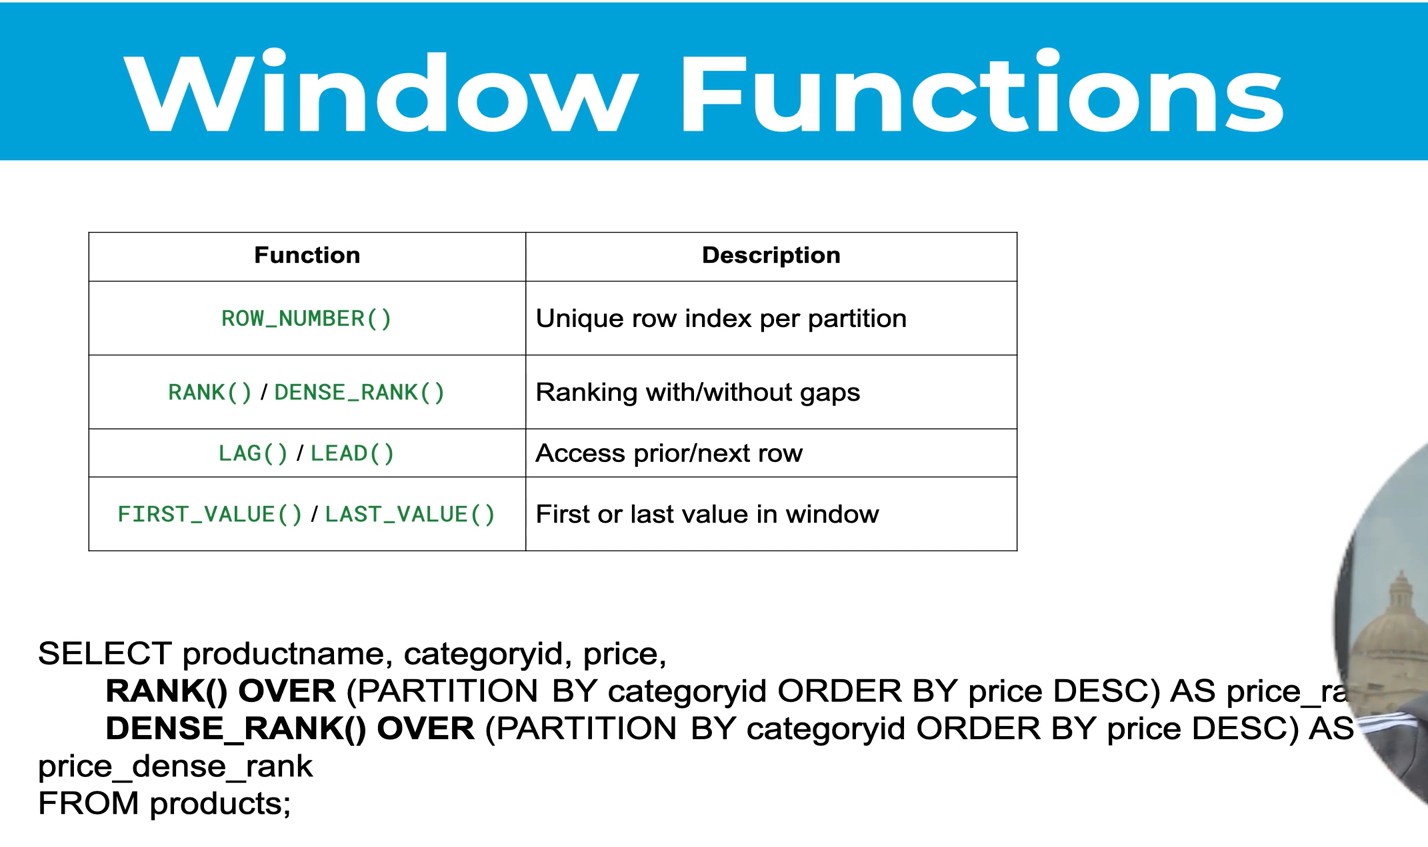 Window Functions
Function Description
ROW_NUMBER() Unique row index per partition
RANK() / DENSE_RANK() Ranking with/without gaps
LAG() / LEAD() Access prior/next row
FIRST_VALUE() / LAST_VALUE() First or last value in window
SELECT productname, categoryid, price,
RANK() OVER (PARTITION BY categoryid ORDER BY price DESC) AS price_ra
DENSE_RANK() OVER (PARTITION BY categoryid ORDER BY price DESC) AS
price_dense_rank
FROM products;